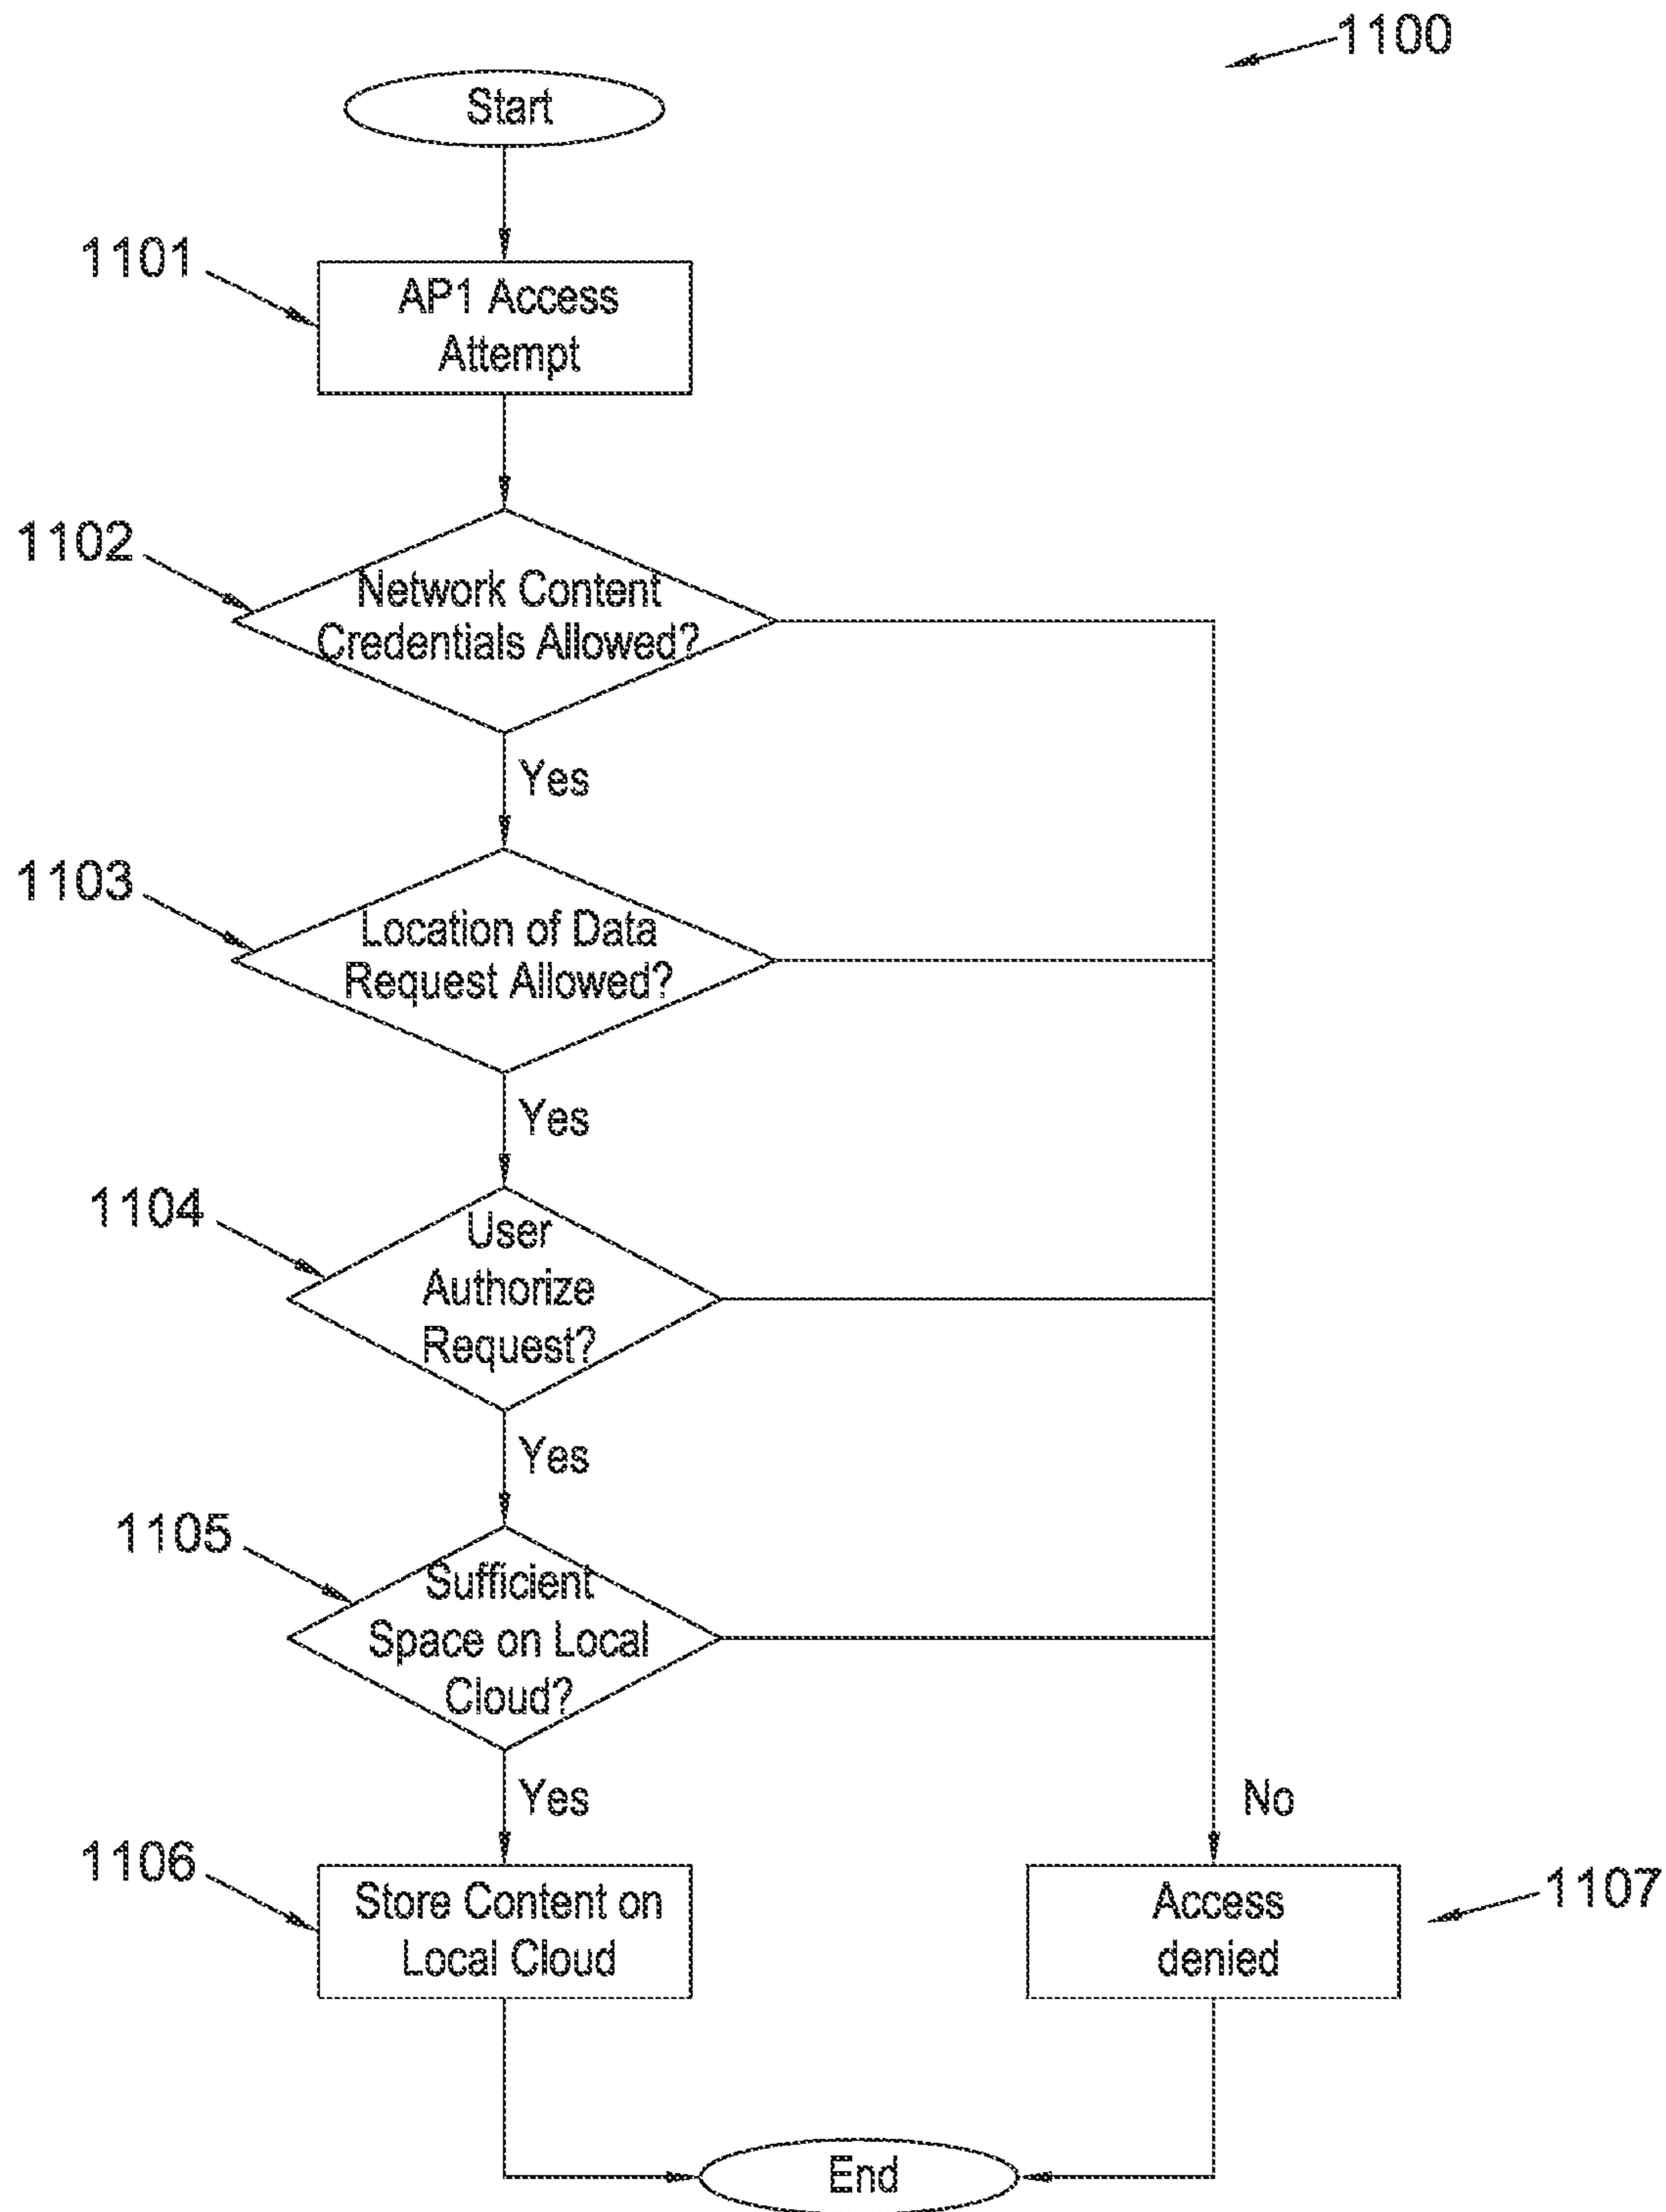 1100
Start
1101
AP1 Access
Attempt
1102
Network Content
Credentials Allowed?
Yes
1103
Location of Data
Request Allowed?
Yes
1104
User
Authorize
Request?
Yes
1105
Sufficient
Space on Local
Cloud?
Yes
No
1106
Store Content on
Local Cloud
Access
denied
1107
End